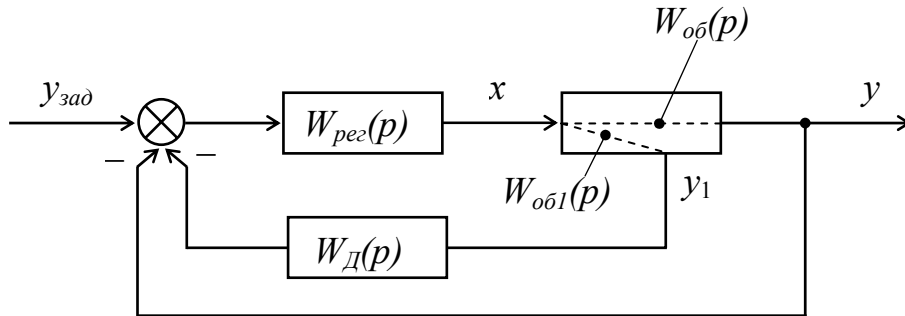 W_об(p)
y_зад
x
y
W_рег(p)
W_об1(p)
y_1
– –
W_Д(p)